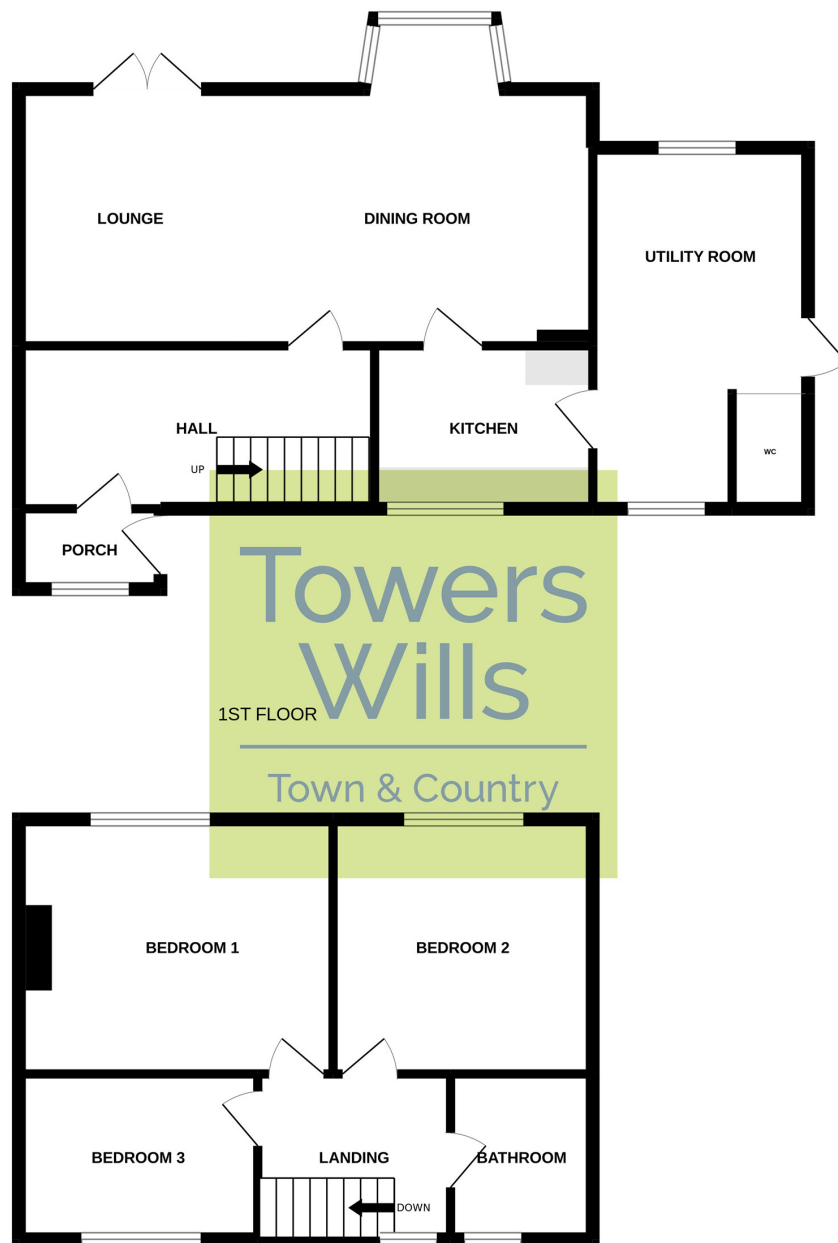 LOUNGE
DINING ROOM
UTILITY ROOM
HALL
KITCHEN
UP
WC
PORCH
Towers
Wills
1ST FLOOR
Town & Country
BEDROOM 1
BEDROOM 2
BEDROOM 3
LANDING
BATHROOM
DOWN